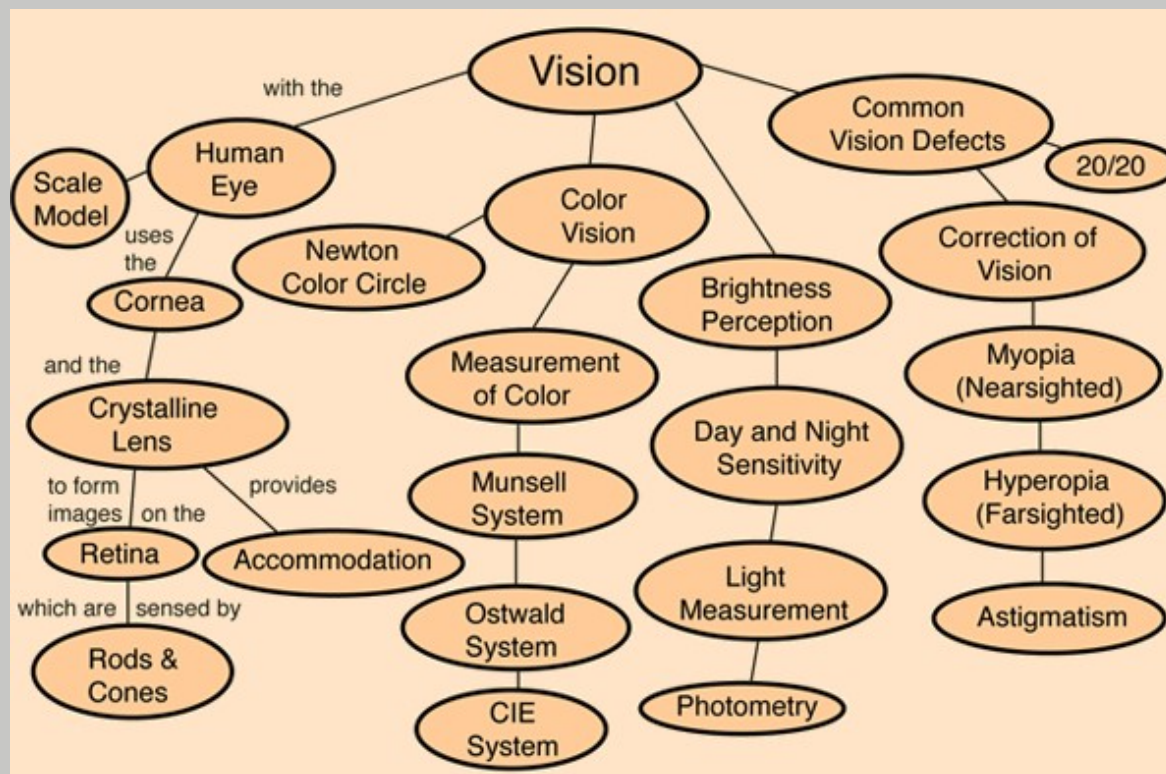 Vision
with the
Human
Eye
Scale
Model
uses
the
Cornea
and the
Crystalline
Lens
to form
images
on the
provides
Retina
Accommodation
which are
sensed by
Rods &
Cones
Color
Vision
Newton
Color Circle
Measurement
of Color
Munsell
System
Ostwald
System
CIE
System
Brightness
Perception
Day and Night
Sensitivity
Light
Measurement
Photometry
Common
Vision Defects
20/20
Correction of
Vision
Myopia
(Nearsighted)
Hyperopia
(Farsighted)
Astigmatism